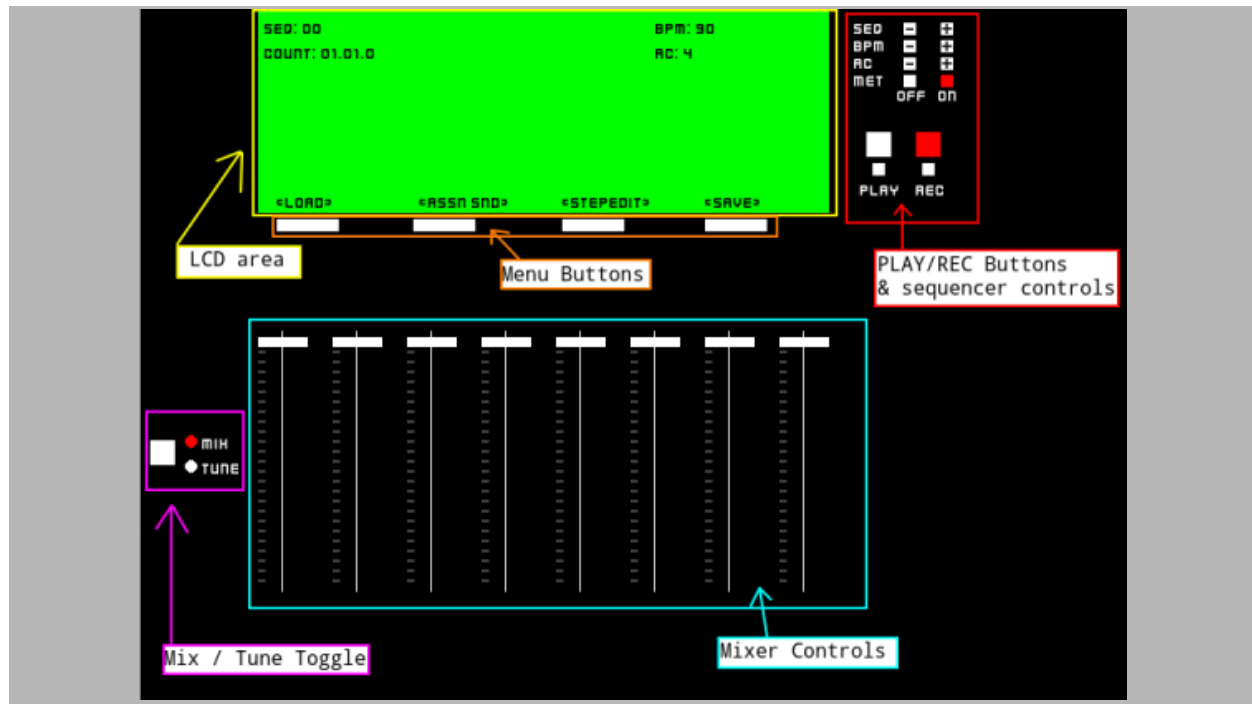 SEQ: 00
BPM: 90
COUNT: 01.01.0
AC: 4
<LOAD>
<ASSN SND>
<STEPEDIT>
<SAVE>
SEQ - +
BPM - +
AC - +
MET
OFF ON
PLAY REC
LCD area
Menu Buttons
PLAY/REC Buttons
& sequencer controls
MIX
TUNE
Mix / Tune Toggle
Mixer Controls